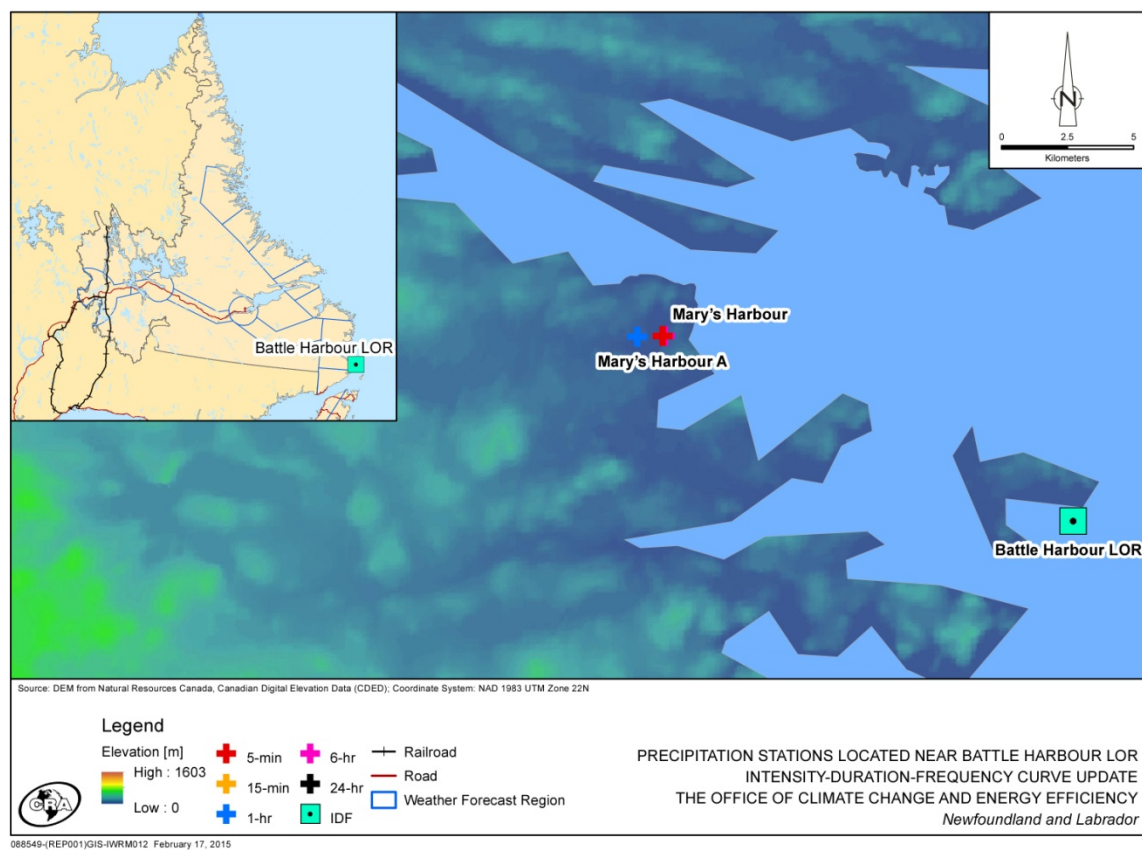 Battle Harbour LOR
N
0 2.5 5
Kilometers
Mary's Harbour
Mary's Harbour A
Battle Harbour LOR
Source: DEM from Natural Resources Canada, Canadian Digital Elevation Data (CDED); Coordinate System: NAD 1983 UTM Zone 22N
Legend
Elevation [m]
High : 1603
Low : 0
5-min
15-min
1-hr
6-hr
24-hr
IDF
Railroad
Road
Weather Forecast Region
CRA
PRECIPITATION STATIONS LOCATED NEAR BATTLE HARBOUR LOR
INTENSITY-DURATION-FREQUENCY CURVE UPDATE
THE OFFICE OF CLIMATE CHANGE AND ENERGY EFFICIENCY
Newfoundland and Labrador
088549-(REP001)GIS-IWRM012 February 17, 2015